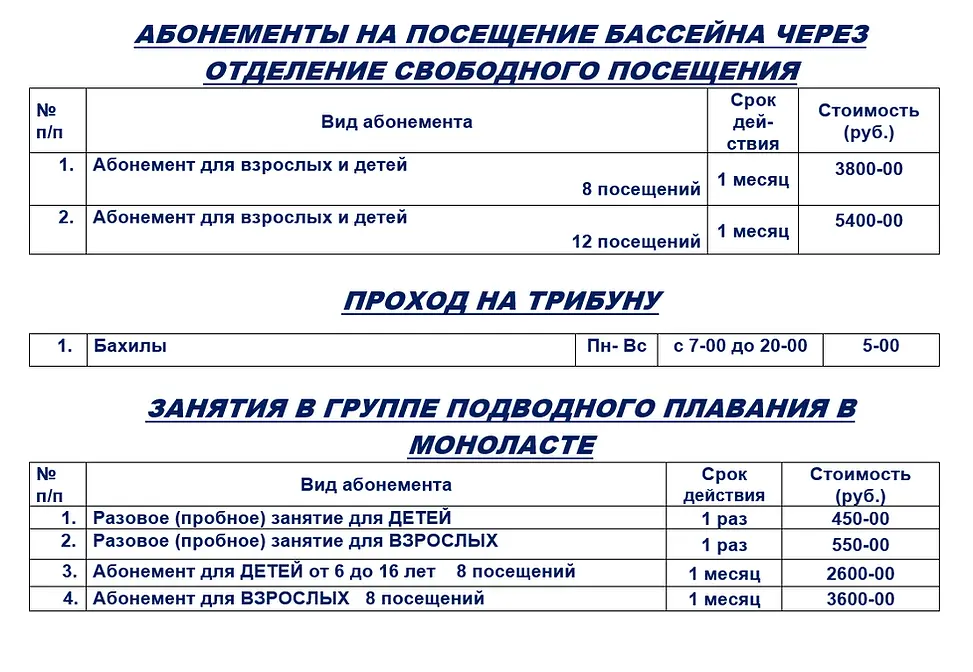 АБОНЕМЕНТЫ НА ПОСЕЩЕНИЕ БАССЕЙНА ЧЕРЕЗ
ОТДЕЛЕНИЕ СВОБОДНОГО ПОСЕЩЕНИЯ
№ п/п Вид абонемента Срок дей-ствия Стоимость (руб.)
1. Абонемент для взрослых и детей 8 посещений 1 месяц 3800-00
2. Абонемент для взрослых и детей 12 посещений 1 месяц 5400-00
ПРОХОД НА ТРИБУНУ
1. Бахилы Пн- Вс с 7-00 до 20-00 5-00
ЗАНЯТИЯ В ГРУППЕ ПОДВОДНОГО ПЛАВАНИЯ В
МОНОЛАСТЕ
№ п/п Вид абонемента Срок действия Стоимость (руб.)
1. Разовое (пробное) занятие для ДЕТЕЙ 1 раз 450-00
2. Разовое (пробное) занятие для ВЗРОСЛЫХ 1 раз 550-00
3. Абонемент для ДЕТЕЙ от 6 до 16 лет 8 посещений 1 месяц 2600-00
4. Абонемент для ВЗРОСЛЫХ 8 посещений 1 месяц 3600-00